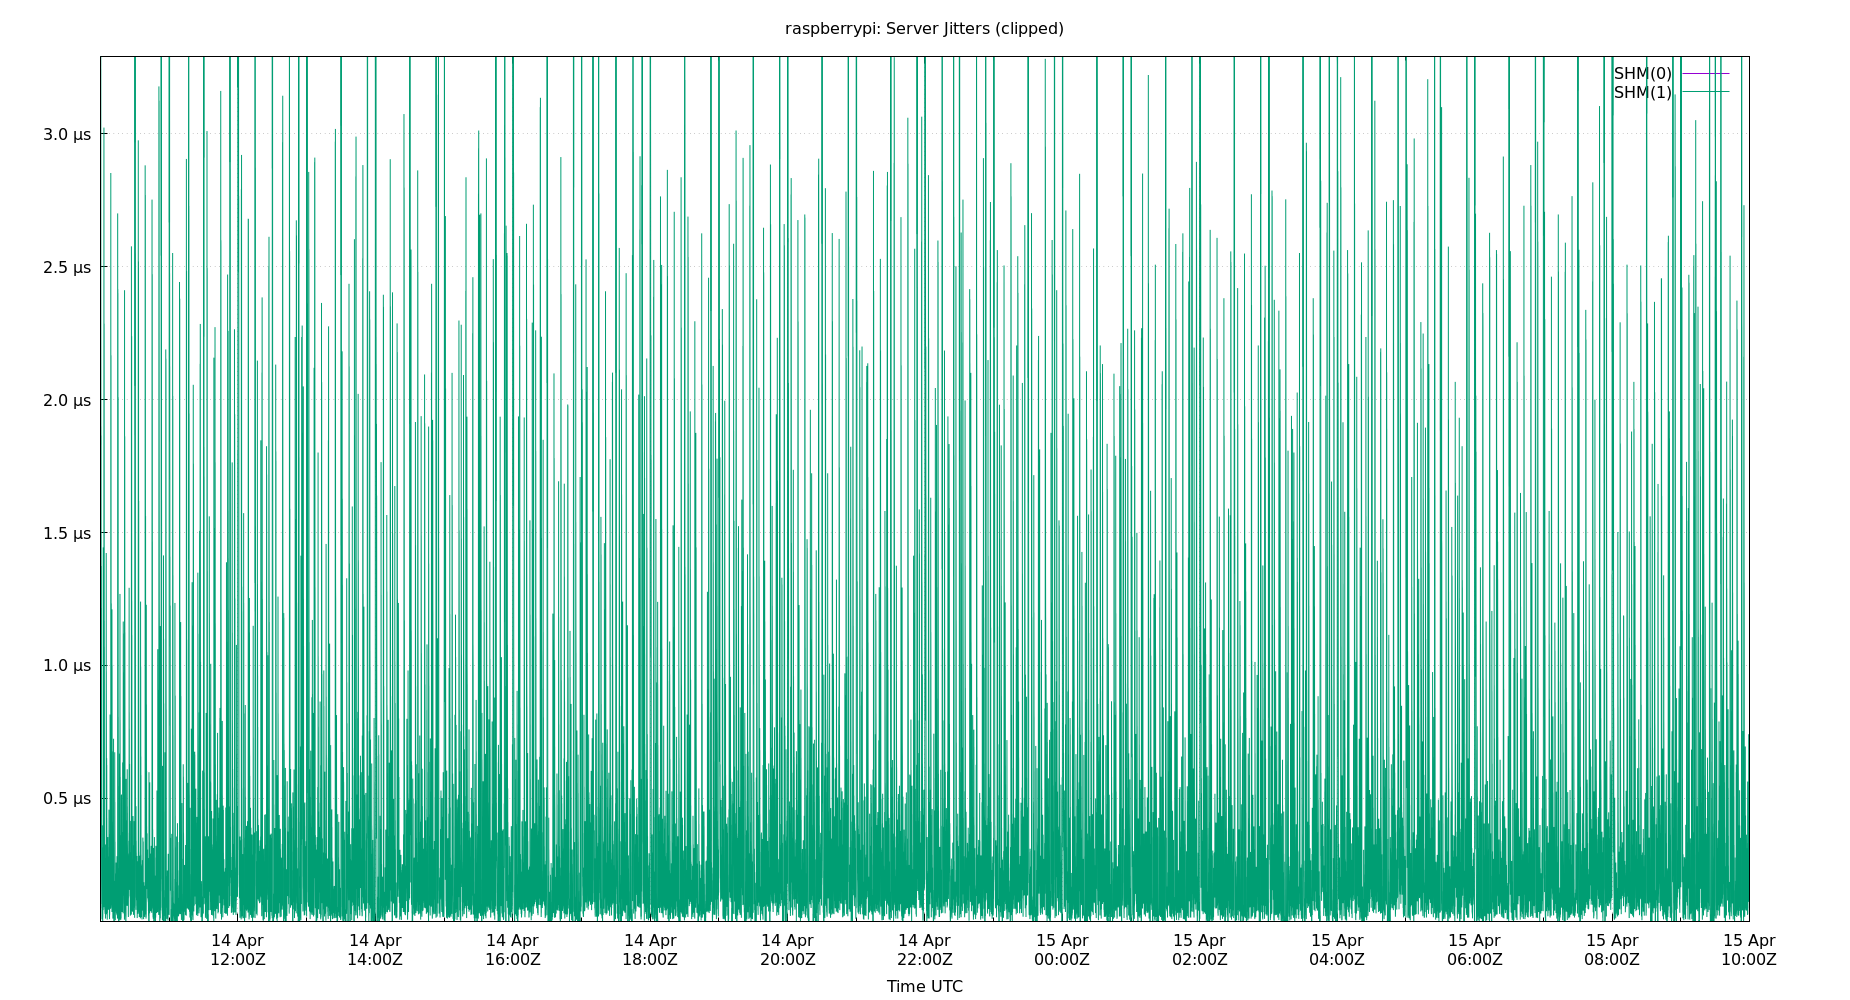 raspberrypi: Server Jitters (clipped)
SHM(0)
SHM(1)
3.0 µs
2.5 µs
2.0 µs
1.5 µs
1.0 µs
0.5 µs
14 Apr 14 Apr 14 Apr 14 Apr 14 Apr 14 Apr 15 Apr 15 Apr 15 Apr 15 Apr 15 Apr 15 Apr
12:00Z 14:00Z 16:00Z 18:00Z 20:00Z 22:00Z 00:00Z 02:00Z 04:00Z 06:00Z 08:00Z 10:00Z
Time UTC